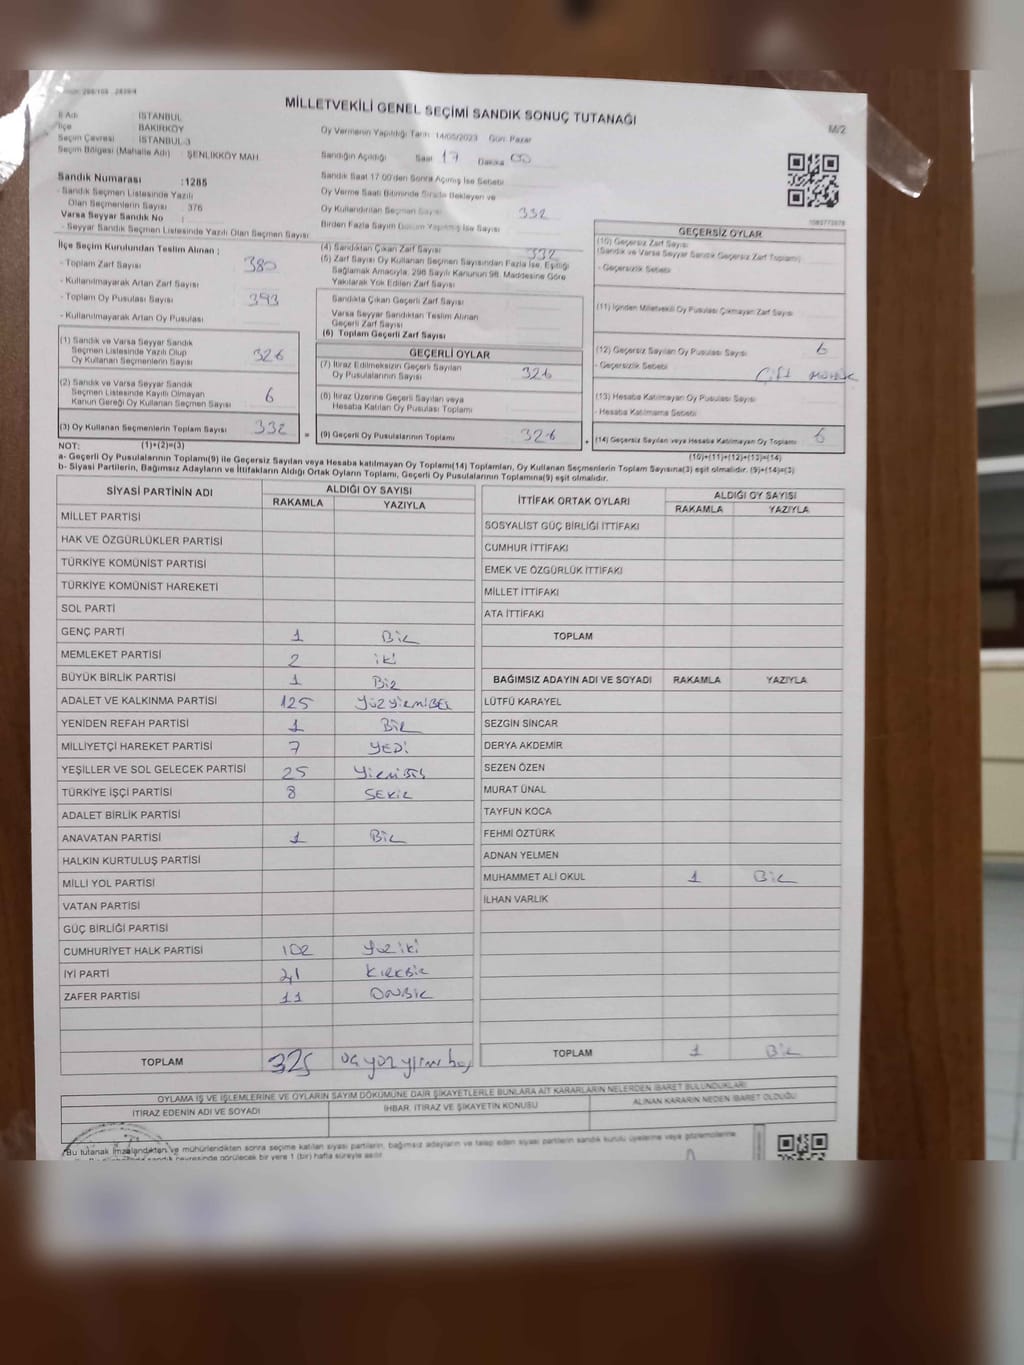 MİLLETVEKİLİ GENEL SEÇİMİ SANDIK SONUÇ TUTANAĞI
M/2
İl Adı İSTANBUL
İlçe BAKIRKÖY
Seçim Çevresi İSTANBUL-3
Seçim Bölgesi (Mahalle Adı) : ŞENLİKKÖY MAH.
Sandık Numarası :1285
- Sandık Seçmen Listesinde Yazılı
Olan Seçmenlerin Sayısı 376
Varsa Seyyar Sandık No :
- Seyyar Sandık Seçmen Listesinde Yazılı Olan Seçmen Sayısı
Oy Vermenin Yapıldığı Tarih :14/05/2023 Gün: Pazar
Sandığın Açıldığı Saat 17 Dakika 00
Sandık Saat 17:00'den Sonra Açılmış İse Sebebi
Oy Verme Saati Bitiminde Sırada Bekleyen ve
Oy Kullandırılan Seçmen Sayısı 332
Birden Fazla Sayım Döküm Yapılmış İse Sayısı
İlçe Seçim Kurulundan Teslim Alınan :
- Toplam Zarf Sayısı 380
- Kullanılmayarak Artan Zarf Sayısı
- Toplam Oy Pusulası Sayısı 393
- Kullanılmayarak Artan Oy Pusulası
(4) Sandıktan Çıkan Zarf Sayısı 332
(5) Zarf Sayısı Oy Kullanan Seçmen Sayısından Fazla İse, Eşitliği
Sağlamak Amacıyla, 298 Sayılı Kanunun 98. Maddesine Göre
Yakılarak Yok Edilen Zarf Sayısı
Sandıkta Çıkan Geçerli Zarf Sayısı
Varsa Seyyar Sandıktan Teslim Alınan
Geçerli Zarf Sayısı
(6) Toplam Geçerli Zarf Sayısı
GEÇERSİZ OYLAR
(10) Geçersiz Zarf Sayısı
(Sandık ve Varsa Seyyar Sandık Geçersiz Zarf Toplamı)
- Geçersizlik Sebebi
(11) İçinden Milletvekili Oy Pusulası Çıkmayan Zarf Sayısı
(12) Geçersiz Sayılan Oy Pusulası Sayısı 6
- Geçersizlik Sebebi Çift mühür
(13) Hesaba Katılmayan Oy Pusulası Sayısı
- Hesaba Katılmama Sebebi
(14) Geçersiz Sayılan veya Hesaba Katılmayan Oy Toplamı 6
(10)+(11)+(12)+(13)=(14)
(1) Sandık ve Varsa Seyyar Sandık
Seçmen Listesinde Yazılı Olup
Oy Kullanan Seçmenlerin Sayısı 326
(2) Sandık ve Varsa Seyyar Sandık
Seçmen Listesinde Kayıtlı Olmayan
Kanun Gereği Oy Kullanan Seçmen Sayısı 6
(3) Oy Kullanan Seçmenlerin Toplam Sayısı 332
GEÇERLİ OYLAR
(7) İtiraz Edilmeksizin Geçerli Sayılan
Oy Pusulalarının Sayısı 326
(8) İtiraz Üzerine Geçerli Sayılan veya
Hesaba Katılan Oy Pusulası Toplamı
(9) Geçerli Oy Pusulalarının Toplamı 326
NOT: (1)+(2)=(3)
a- Geçerli Oy Pusulalarının Toplamı(9) ile Geçersiz Sayılan veya Hesaba katılmayan Oy Toplamı(14) Toplamları, Oy Kullanan Seçmenlerin Toplam Sayısına(3) eşit olmalıdır. (9)+(14)=(3)
b- Siyasi Partilerin, Bağımsız Adayların ve İttifakların Aldığı Oy Toplamı, Geçerli Oy Pusulalarının Toplamına(9) eşit olmalıdır.
SİYASİ PARTİNİN ADI ALDIĞI OY SAYISI
RAKAMLA YAZIYLA
MİLLET PARTİSİ
HAK VE ÖZGÜRLÜKLER PARTİSİ
TÜRKİYE KOMÜNİST PARTİSİ
TÜRKİYE KOMÜNİST HAREKETİ
SOL PARTİ
GENÇ PARTİ 1 Bir
MEMLEKET PARTİSİ 2 iki
BÜYÜK BİRLİK PARTİSİ 1 Bir
ADALET VE KALKINMA PARTİSİ 125 Yüzyirmibeş
YENİDEN REFAH PARTİSİ 1 Bir
MİLLİYETÇİ HAREKET PARTİSİ 7 YEDİ
YEŞİLLER VE SOL GELECEK PARTİSİ 25 Yirmibeş
TÜRKİYE İŞÇİ PARTİSİ 8 SEKİZ
ADALET BİRLİK PARTİSİ
ANAVATAN PARTİSİ 1 Bir
HALKIN KURTULUŞ PARTİSİ
MİLLİ YOL PARTİSİ
VATAN PARTİSİ
GÜÇ BİRLİĞİ PARTİSİ
CUMHURİYET HALK PARTİSİ 102 Yüziki
İYİ PARTİ 41 Kırkbir
ZAFER PARTİSİ 11 ONBİR
TOPLAM 325 üç yüz yirmi beş
İTTİFAK ORTAK OYLARI ALDIĞI OY SAYISI
RAKAMLA YAZIYLA
SOSYALİST GÜÇ BİRLİĞİ İTTİFAKI
CUMHUR İTTİFAKI
EMEK VE ÖZGÜRLÜK İTTİFAKI
MİLLET İTTİFAKI
ATA İTTİFAKI
TOPLAM
BAĞIMSIZ ADAYIN ADI VE SOYADI RAKAMLA YAZIYLA
LÜTFÜ KARAYEL
SEZGİN SİNCAR
DERYA AKDEMİR
SEZEN ÖZEN
MURAT ÜNAL
TAYFUN KOCA
FEHMİ ÖZTÜRK
ADNAN YELMEN
MUHAMMET ALİ OKUL 1 Bir
İLHAN VARLIK
TOPLAM 1 Bir
OYLAMA İŞ VE İŞLEMLERİNE VE OYLARIN SAYIM DÖKÜMÜNE DAİR ŞİKAYETLERLE BUNLARA AİT KARARLARIN NELERDEN İBARET BULUNDUKLARI
İTİRAZ EDENİN ADI VE SOYADI İHBAR, İTİRAZ VE ŞİKAYETİN KONUSU ALINAN KARARIN NEDEN İBARET OLDUĞU
Bu tutanak imzalandıktan ve mühürlendikten sonra seçime katılan siyasi partilerin, bağımsız adayların ve talep eden siyasi partilerin sandık kurulu üyelerine veya gözlemcilerine